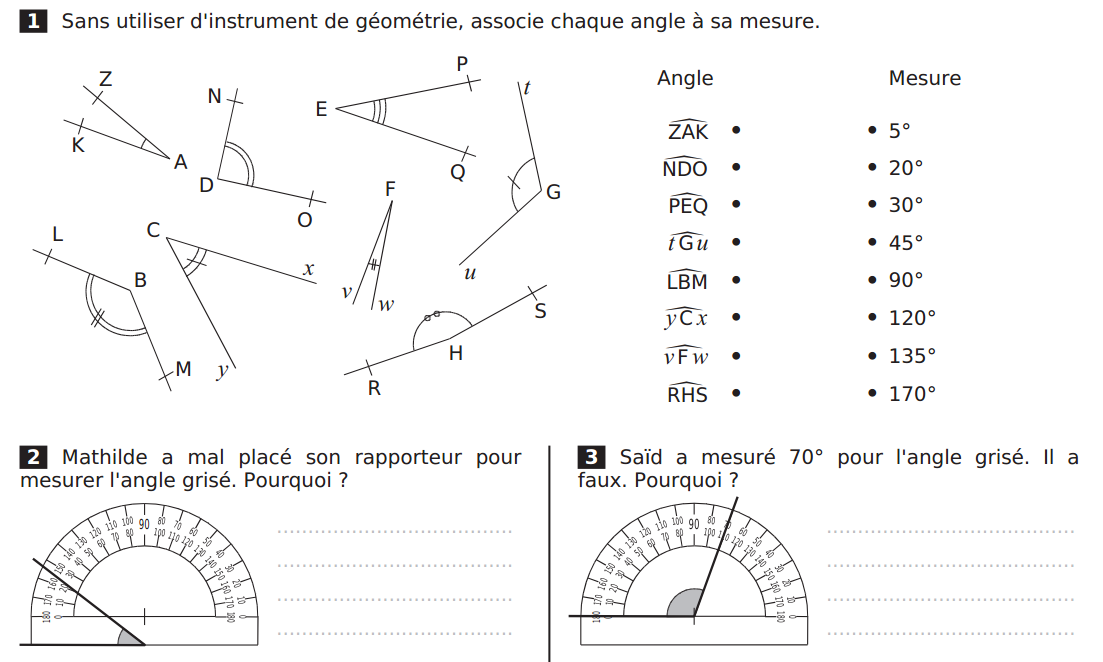 1 Sans utiliser d'instrument de géométrie, associe chaque angle à sa mesure.
Z
K
A
N
D
O
E
P
Q
t
G
u
L
B
M
C
x
y
F
v
w
R
H
S
Angle Mesure
ZAK • • 5°
NDO • • 20°
PEQ • • 30°
tGu • • 45°
LBM • • 90°
yCx • • 120°
vFw • • 135°
RHS • • 170°
2 Mathilde a mal placé son rapporteur pour
mesurer l'angle grisé. Pourquoi ?
3 Saïd a mesuré 70° pour l'angle grisé. Il a
faux. Pourquoi ?